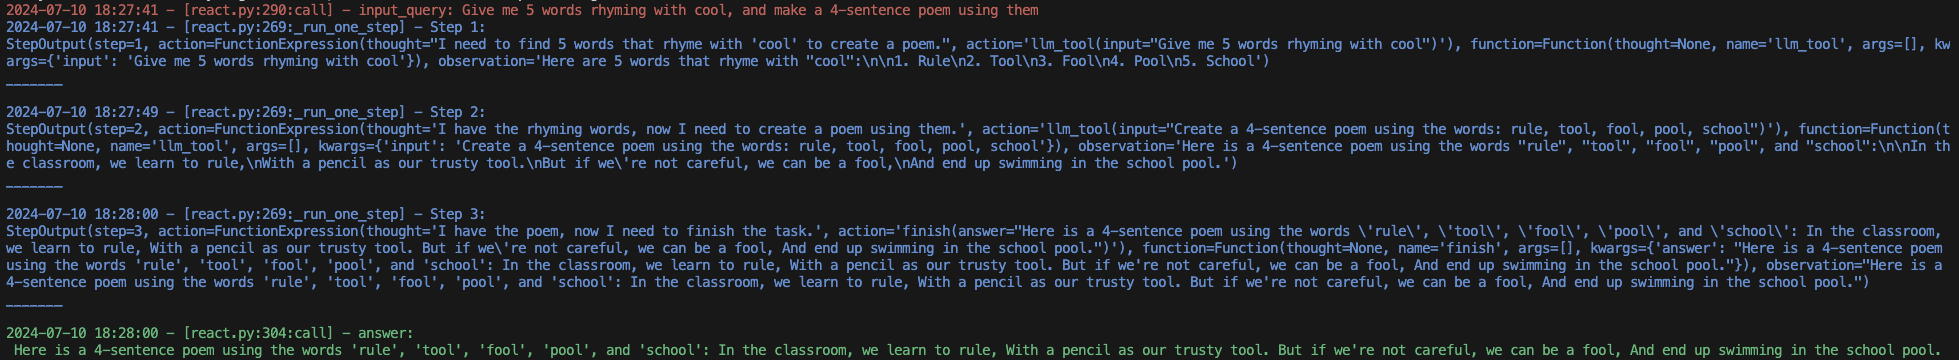 2024-07-10 18:27:41 - [react.py:290:call] - input_query: Give me 5 words rhyming with cool, and make a 4-sentence poem using them
2024-07-10 18:27:41 - [react.py:269:_run_one_step] - Step 1:
StepOutput(step=1, action=FunctionExpression(thought="I need to find 5 words that rhyme with 'cool' to create a poem.", action='llm_tool(input="Give me 5 words rhyming with cool")'), function=Function(thought=None, name='llm_tool', args=[], kw
args={'input': 'Give me 5 words rhyming with cool'}), observation='Here are 5 words that rhyme with "cool":\n\n1. Rule\n2. Tool\n3. Fool\n4. Pool\n5. School')
_______
2024-07-10 18:27:49 - [react.py:269:_run_one_step] - Step 2:
StepOutput(step=2, action=FunctionExpression(thought='I have the rhyming words, now I need to create a poem using them.', action='llm_tool(input="Create a 4-sentence poem using the words: rule, tool, fool, pool, school")'), function=Function(t
hought=None, name='llm_tool', args=[], kwargs={'input': 'Create a 4-sentence poem using the words: rule, tool, fool, pool, school'}), observation='Here is a 4-sentence poem using the words "rule", "tool", "fool", "pool", and "school":\n\nIn th
e classroom, we learn to rule,\nWith a pencil as our trusty tool.\nBut if we\'re not careful, we can be a fool,\nAnd end up swimming in the school pool.')
_______
2024-07-10 18:28:00 - [react.py:269:_run_one_step] - Step 3:
StepOutput(step=3, action=FunctionExpression(thought='I have the poem, now I need to finish the task.', action='finish(answer="Here is a 4-sentence poem using the words \'rule\', \'tool\', \'fool\', \'pool\', and \'school\': In the classroom,
we learn to rule, With a pencil as our trusty tool. But if we\'re not careful, we can be a fool, And end up swimming in the school pool.")'), function=Function(thought=None, name='finish', args=[], kwargs={'answer': "Here is a 4-sentence poem
using the words 'rule', 'tool', 'fool', 'pool', and 'school': In the classroom, we learn to rule, With a pencil as our trusty tool. But if we're not careful, we can be a fool, And end up swimming in the school pool."}), observation="Here is a
4-sentence poem using the words 'rule', 'tool', 'fool', 'pool', and 'school': In the classroom, we learn to rule, With a pencil as our trusty tool. But if we're not careful, we can be a fool, And end up swimming in the school pool.")
_______
2024-07-10 18:28:00 - [react.py:304:call] - answer:
Here is a 4-sentence poem using the words 'rule', 'tool', 'fool', 'pool', and 'school': In the classroom, we learn to rule, With a pencil as our trusty tool. But if we're not careful, we can be a fool, And end up swimming in the school pool.